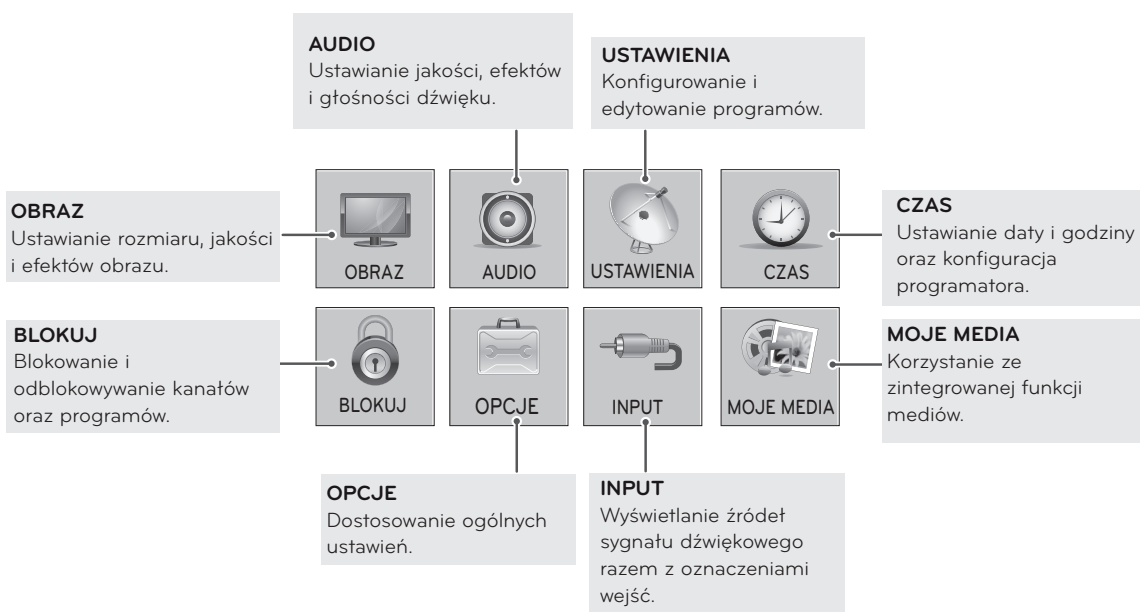 AUDIO
Ustawianie jakości, efektów
i głośności dźwięku.
USTAWIENIA
Konfigurowanie i
edytowanie programów.
OBRAZ
Ustawianie rozmiaru, jakości
i efektów obrazu.
OBRAZ
AUDIO
USTAWIENIA
CZAS
CZAS
Ustawianie daty i godziny
oraz konfiguracja
programatora.
BLOKUJ
Blokowanie i
odblokowywanie kanałów
oraz programów.
BLOKUJ
OPCJE
INPUT
MOJE MEDIA
MOJE MEDIA
Korzystanie ze
zintegrowanej funkcji
mediów.
OPCJE
Dostosowanie ogólnych
ustawień.
INPUT
Wyświetlanie źródeł
sygnału dźwiękowego
razem z oznaczeniami
wejść.